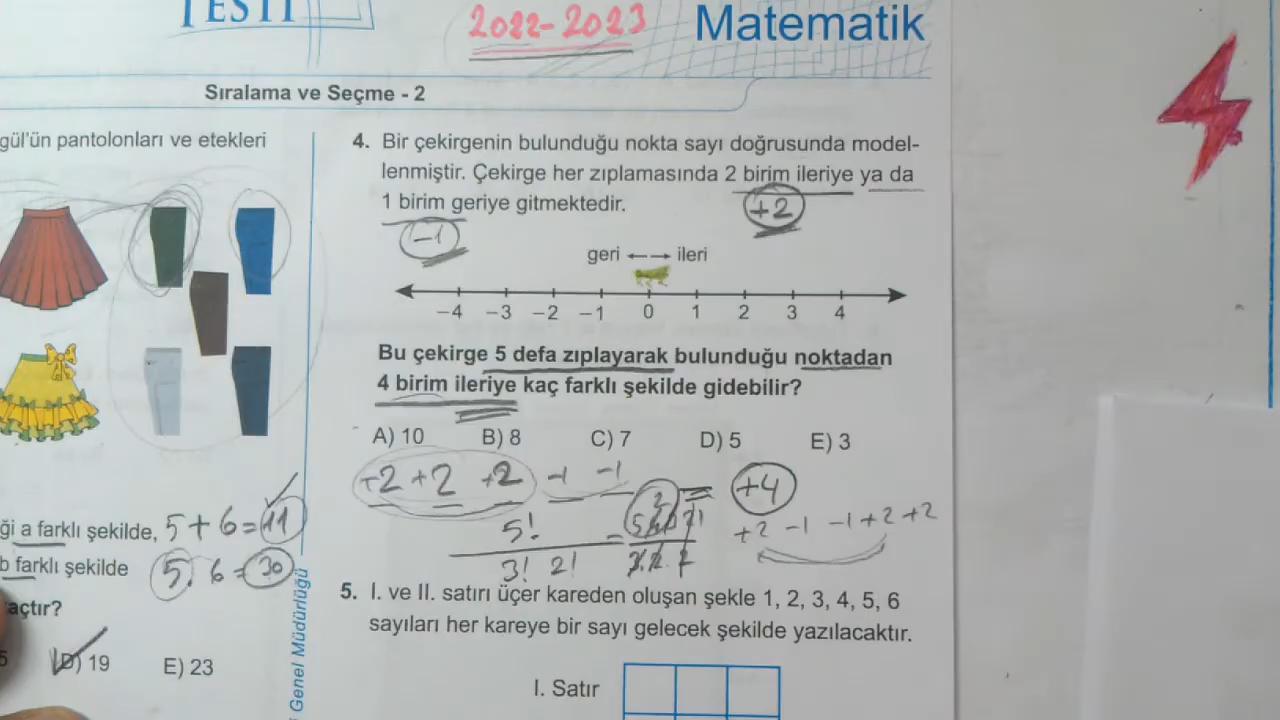 TESTİ
2022-2023
Matematik
Sıralama ve Seçme - 2
gül'ün pantolonları ve etekleri
ği a farklı şekilde, 5+6=11
b farklı şekilde 5.6=30
açtır?
D) 19 E) 23
Genel Müdürlüğü
4. Bir çekirgenin bulunduğu nokta sayı doğrusunda model-
lenmiştir. Çekirge her zıplamasında 2 birim ileriye ya da
1 birim geriye gitmektedir.
+2
-1
geri ←→ ileri
-4 -3 -2 -1 0 1 2 3 4
Bu çekirge 5 defa zıplayarak bulunduğu noktadan
4 birim ileriye kaç farklı şekilde gidebilir?
A) 10 B) 8 C) 7 D) 5 E) 3
+2 +2 +2 -1 -1 = +4
5!
3! 2!
+2 -1 -1 +2 +2
5. I. ve II. satırı üçer kareden oluşan şekle 1, 2, 3, 4, 5, 6
sayıları her kareye bir sayı gelecek şekilde yazılacaktır.
I. Satır